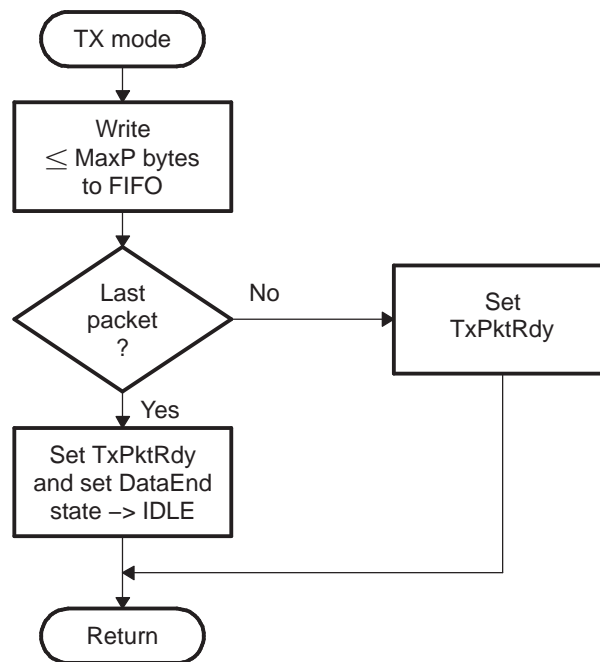 TX mode
Write
≤ MaxP bytes
to FIFO
Last
packet
?
No
Set
TxPktRdy
Yes
Set TxPktRdy
and set DataEnd
state −> IDLE
Return